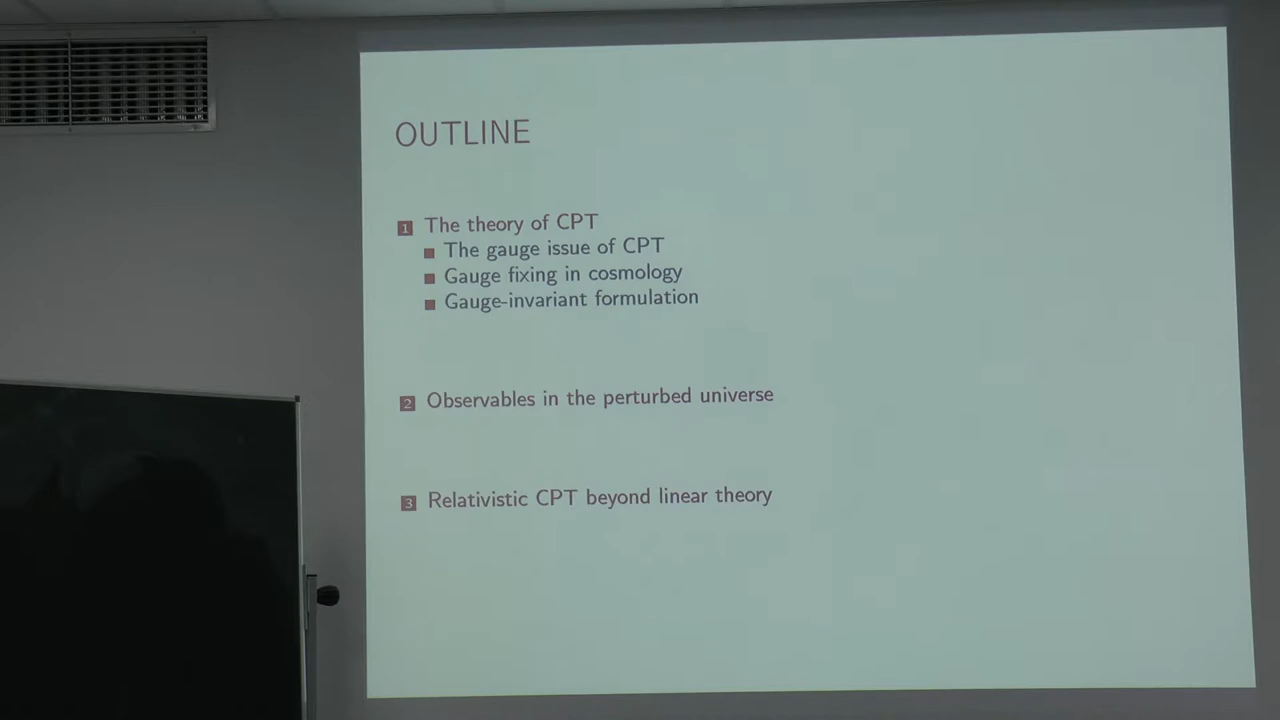 OUTLINE
1 The theory of CPT
The gauge issue of CPT
Gauge fixing in cosmology
Gauge-invariant formulation
2 Observables in the perturbed universe
3 Relativistic CPT beyond linear theory